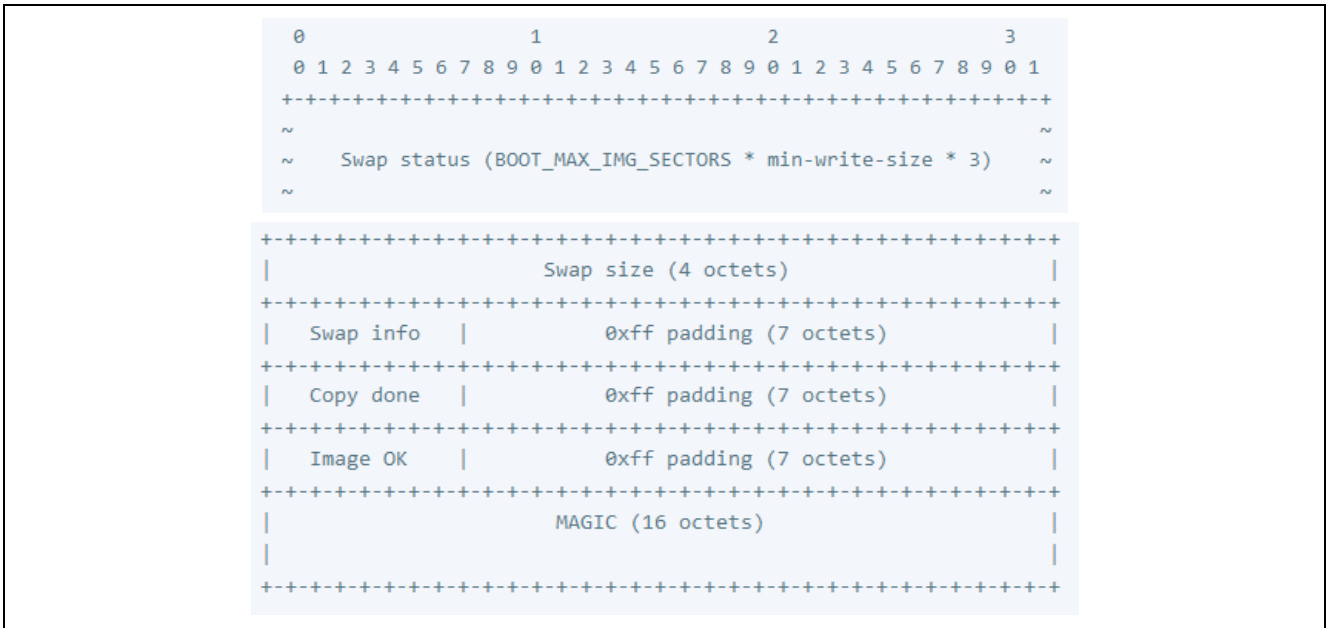 0 1 2 3
0 1 2 3 4 5 6 7 8 9 0 1 2 3 4 5 6 7 8 9 0 1 2 3 4 5 6 7 8 9 0 1
+-+-+-+-+-+-+-+-+-+-+-+-+-+-+-+-+-+-+-+-+-+-+-+-+-+-+-+-+-+-+-+-+
~ ~
~ Swap status (BOOT_MAX_IMG_SECTORS * min-write-size * 3) ~
~ ~
+-+-+-+-+-+-+-+-+-+-+-+-+-+-+-+-+-+-+-+-+-+-+-+-+-+-+-+-+-+-+-+-+
| Swap size (4 octets) |
+-+-+-+-+-+-+-+-+-+-+-+-+-+-+-+-+-+-+-+-+-+-+-+-+-+-+-+-+-+-+-+-+
| Swap info | 0xff padding (7 octets) |
+-+-+-+-+-+-+-+-+-+-+-+-+-+-+-+-+-+-+-+-+-+-+-+-+-+-+-+-+-+-+-+-+
| Copy done | 0xff padding (7 octets) |
+-+-+-+-+-+-+-+-+-+-+-+-+-+-+-+-+-+-+-+-+-+-+-+-+-+-+-+-+-+-+-+-+
| Image OK | 0xff padding (7 octets) |
+-+-+-+-+-+-+-+-+-+-+-+-+-+-+-+-+-+-+-+-+-+-+-+-+-+-+-+-+-+-+-+-+
| MAGIC (16 octets) |
| |
+-+-+-+-+-+-+-+-+-+-+-+-+-+-+-+-+-+-+-+-+-+-+-+-+-+-+-+-+-+-+-+-+